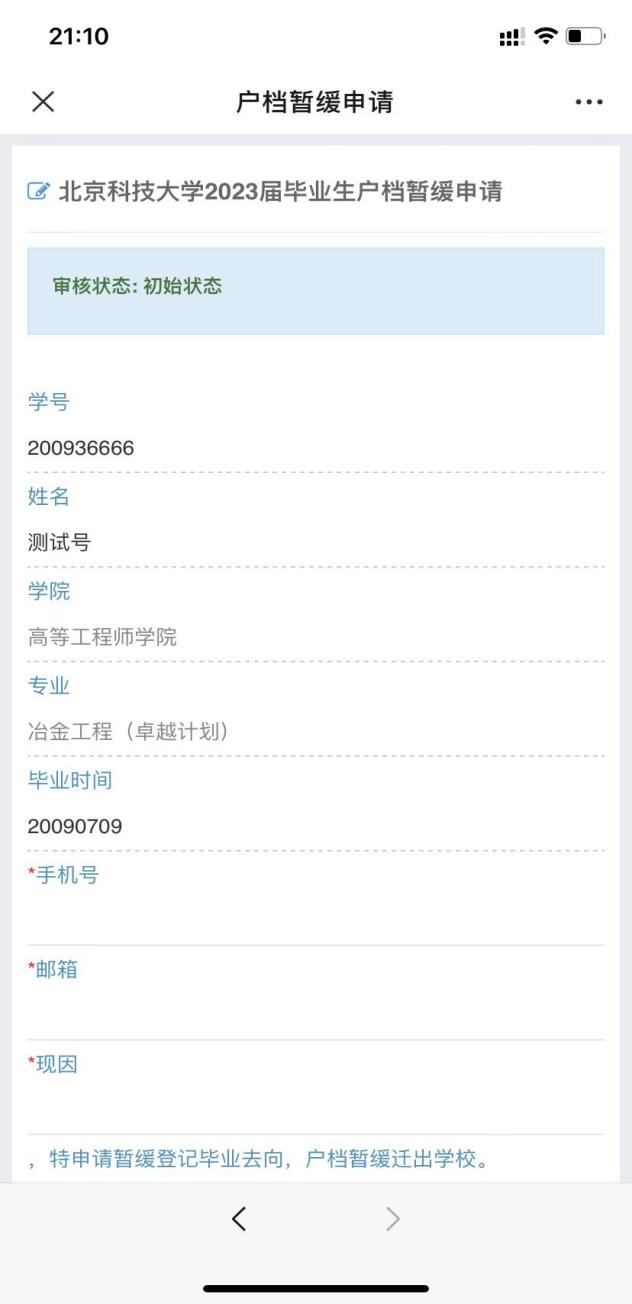 21:10
户档暂缓申请
北京科技大学2023届毕业生户档暂缓申请
审核状态: 初始状态
学号
200936666
姓名
测试号
学院
高等工程师学院
专业
冶金工程（卓越计划）
毕业时间
20090709
*手机号
*邮箱
*现因
，特申请暂缓登记毕业去向，户档暂缓迁出学校。